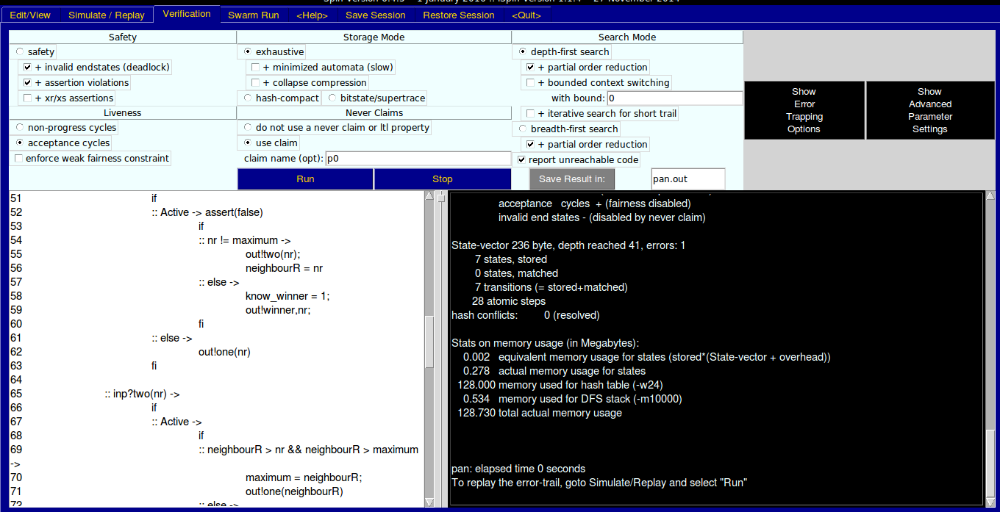 Spin Version 6.4.5 -- 1 January 2016 :: iSpin Version 1.1.4 -- 27 November 2014
Edit/View Simulate / Replay Verification Swarm Run <Help> Save Session Restore Session <Quit>
Safety Storage Mode Search Mode
safety exhaustive depth-first search
+ invalid endstates (deadlock) + minimized automata (slow) + partial order reduction
+ assertion violations + collapse compression + bounded context switching
+ xr/xs assertions hash-compact bitstate/supertrace with bound: 0
Liveness Never Claims + iterative search for short trail
non-progress cycles do not use a never claim or ltl property breadth-first search
acceptance cycles use claim + partial order reduction
enforce weak fairness constraint claim name (opt): p0 report unreachable code
Run Stop Save Result in: pan.out
Show
Error
Trapping
Options
Show
Advanced
Parameter
Settings
51 if
52 :: Active -> assert(false)
53 if
54 :: nr != maximum ->
55 out!two(nr);
56 neighbourR = nr
57 :: else ->
58 know_winner = 1;
59 out!winner,nr;
60 fi
61 :: else ->
62 out!one(nr)
63 fi
64
65 :: inp?two(nr) ->
66 if
67 :: Active ->
68 if
69 :: neighbourR > nr && neighbourR > maximum
->
70 maximum = neighbourR;
71 out!one(neighbourR)
72 :: else ->
acceptance cycles + (fairness disabled)
invalid end states - (disabled by never claim)
State-vector 236 byte, depth reached 41, errors: 1
7 states, stored
0 states, matched
7 transitions (= stored+matched)
28 atomic steps
hash conflicts: 0 (resolved)
Stats on memory usage (in Megabytes):
0.002 equivalent memory usage for states (stored*(State-vector + overhead))
0.278 actual memory usage for states
128.000 memory used for hash table (-w24)
0.534 memory used for DFS stack (-m10000)
128.730 total actual memory usage
pan: elapsed time 0 seconds
To replay the error-trail, goto Simulate/Replay and select "Run"